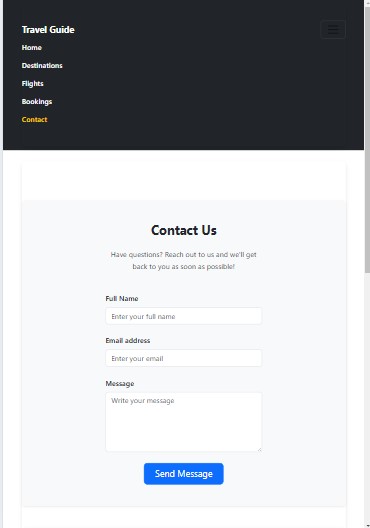 Travel Guide
Home
Destinations
Flights
Bookings
Contact
Contact Us
Have questions? Reach out to us and we'll get
back to you as soon as possible!
Full Name
Enter your full name
Email address
Enter your email
Message
Write your message
Send Message